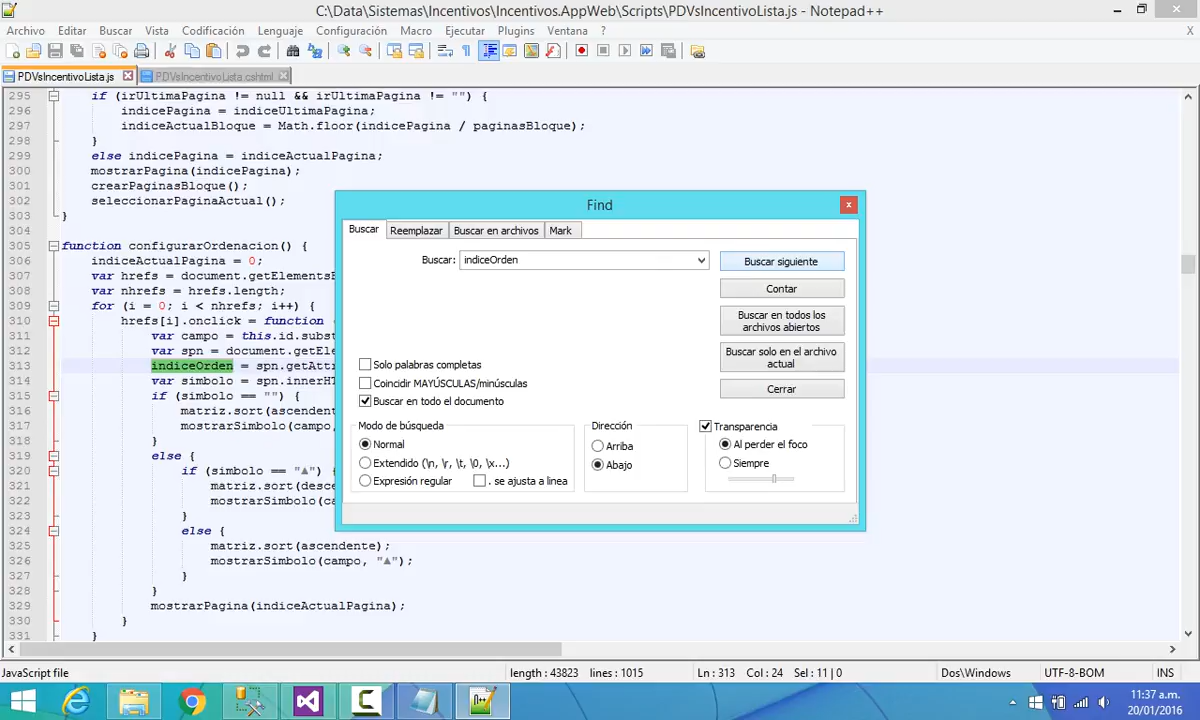 C:\Data\Sistemas\Incentivos\Incentivos.AppWeb\Scripts\PDVsIncentivoLista.js - Notepad++
Archivo Editar Buscar Vista Codificación Lenguaje Configuración Macro Ejecutar Plugins Ventana ? X
PDVsIncentivoLista.js PDVsIncentivoLista.cshtml
295 if (irUltimaPagina != null && irUltimaPagina != "") {
296 indicePagina = indiceUltimaPagina;
297 indiceActualBloque = Math.floor(indicePagina / paginasBloque);
298 }
299 else indicePagina = indiceActualPagina;
300 mostrarPagina(indicePagina);
301 crearPaginasBloque();
302 seleccionarPaginaActual();
303 }
304
305 function configurarOrdenacion() {
306 indiceActualPagina = 0;
307 var hrefs = document.getElementsB
308 var nhrefs = hrefs.length;
309 for (i = 0; i < nhrefs; i++) {
310 hrefs[i].onclick = function (
311 var campo = this.id.subst
312 var spn = document.getEle
313 indiceOrden = spn.getAttr
314 var simbolo = spn.innerHT
315 if (simbolo == "") {
316 matriz.sort(ascendent
317 mostrarSimbolo(campo,
318 }
319 else {
320 if (simbolo == "▲") {
321 matriz.sort(desce
322 mostrarSimbolo(ca
323 }
324 else {
325 matriz.sort(ascendente);
326 mostrarSimbolo(campo, "▲");
327 }
328 }
329 mostrarPagina(indiceActualPagina);
330 }
331 }
Find
Buscar Reemplazar Buscar en archivos Mark
Buscar: indiceOrden
Buscar siguiente
Contar
Buscar en todos los
archivos abiertos
Buscar solo en el archivo
actual
Cerrar
Solo palabras completas
Coincidir MAYÚSCULAS/minúsculas
Buscar en todo el documento
Modo de búsqueda
Normal
Extendido (\n, \r, \t, \0, \x...)
Expresión regular . se ajusta a linea
Dirección
Arriba
Abajo
Transparencia
Al perder el foco
Siempre
JavaScript file length : 43823 lines : 1015 Ln : 313 Col : 24 Sel : 11 | 0 Dos\Windows UTF-8-BOM INS
11:37 a.m.
20/01/2016